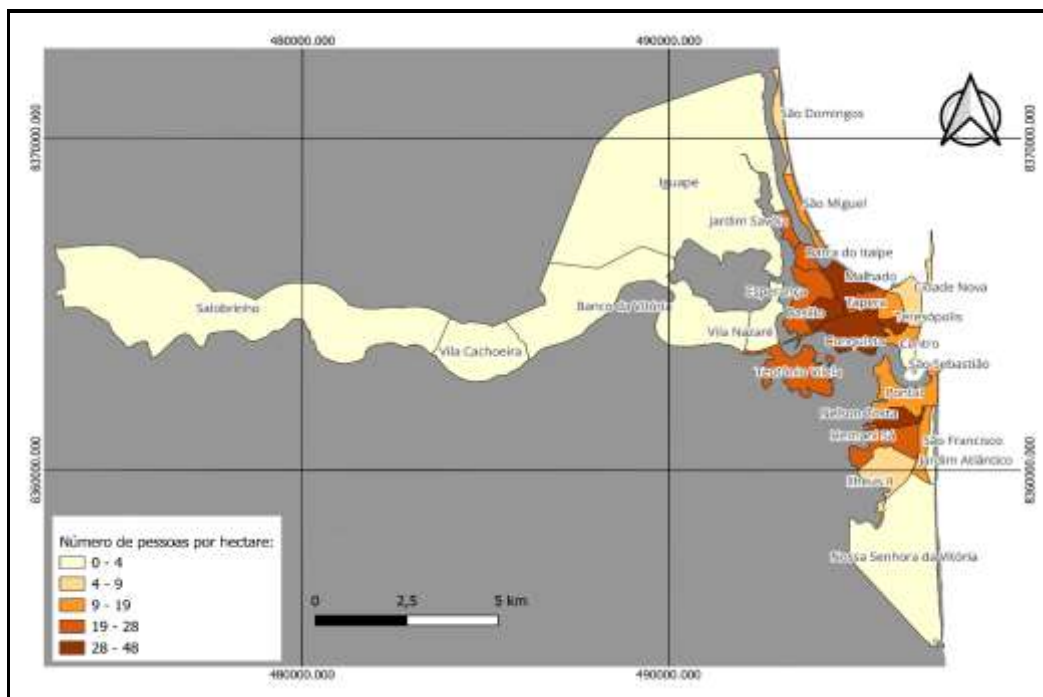 480000.000
490000.000
São Domingos
8370000.000
8370000.000
Iguape
São Miguel
Jardim Savóia
Barra do Itaípe
Malhado
Esperança
Cidade Nova
Salobrinho
Banco da Vitória
Tapera
Basílio
Teresópolis
Vila Nazaré
Conquista
Centro
Vila Cachoeira
São Sebastião
Teotônio Vilela
Pontal
Nelson Costa
Hernani Sá
São Francisco
Jardim Atlântico
8360000.000
8360000.000
Ilhéus II
Número de pessoas por hectare:
0 - 4
4 - 9
9 - 19
19 - 28
28 - 48
Nossa Senhora da Vitória
0
2,5
5 km
480000.000
490000.000